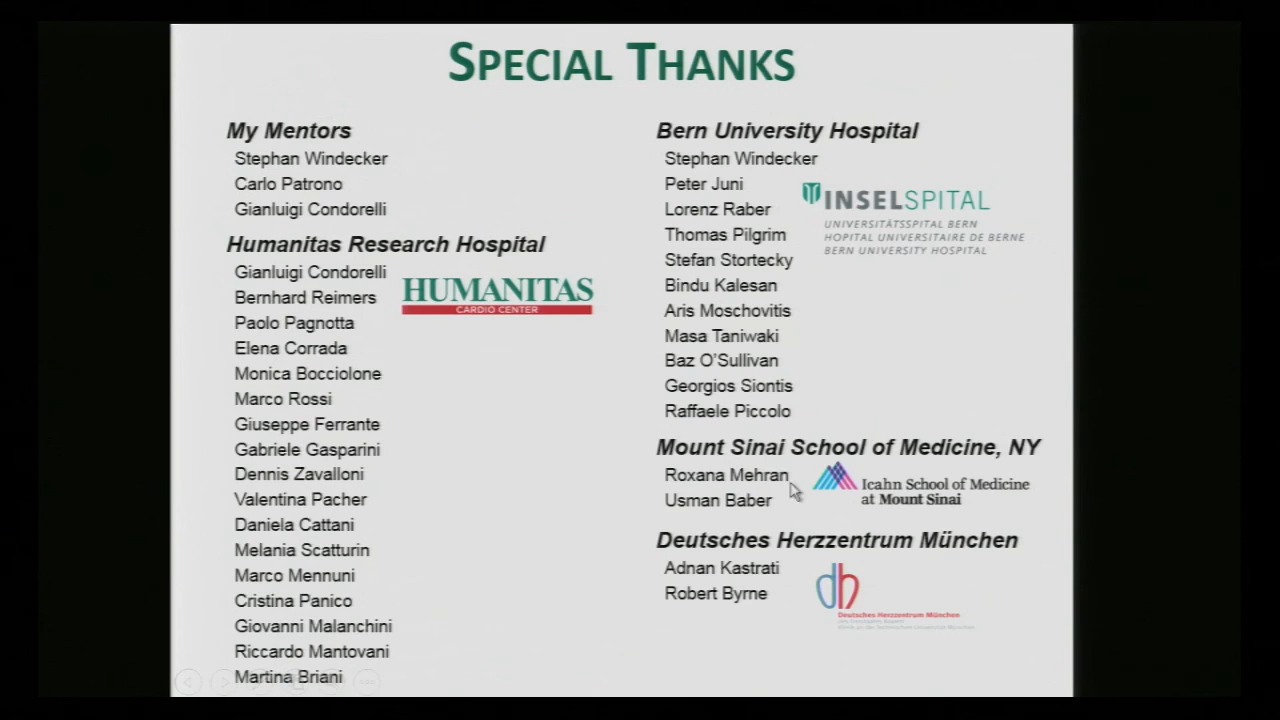 SPECIAL THANKS
My Mentors
Stephan Windecker
Carlo Patrono
Gianluigi Condorelli
Humanitas Research Hospital
Gianluigi Condorelli
Bernhard Reimers
Paolo Pagnotta
Elena Corrada
Monica Bocciolone
Marco Rossi
Giuseppe Ferrante
Gabriele Gasparini
Dennis Zavalloni
Valentina Pacher
Daniela Cattani
Melania Scatturin
Marco Mennuni
Cristina Panico
Giovanni Malanchini
Riccardo Mantovani
Martina Briani
HUMANITAS
CARDIO CENTER
Bern University Hospital
Stephan Windecker
Peter Juni
Lorenz Raber
Thomas Pilgrim
Stefan Stortecky
Bindu Kalesan
Aris Moschovitis
Masa Taniwaki
Baz O'Sullivan
Georgios Siontis
Raffaele Piccolo
INSELSPITAL
UNIVERSITÄTSSPITAL BERN
HOPITAL UNIVERSITAIRE DE BERNE
BERN UNIVERSITY HOSPITAL
Mount Sinai School of Medicine, NY
Roxana Mehran
Usman Baber
Icahn School of Medicine
at Mount Sinai
Deutsches Herzzentrum München
Adnan Kastrati
Robert Byrne
dh
Deutsches Herzzentrum München